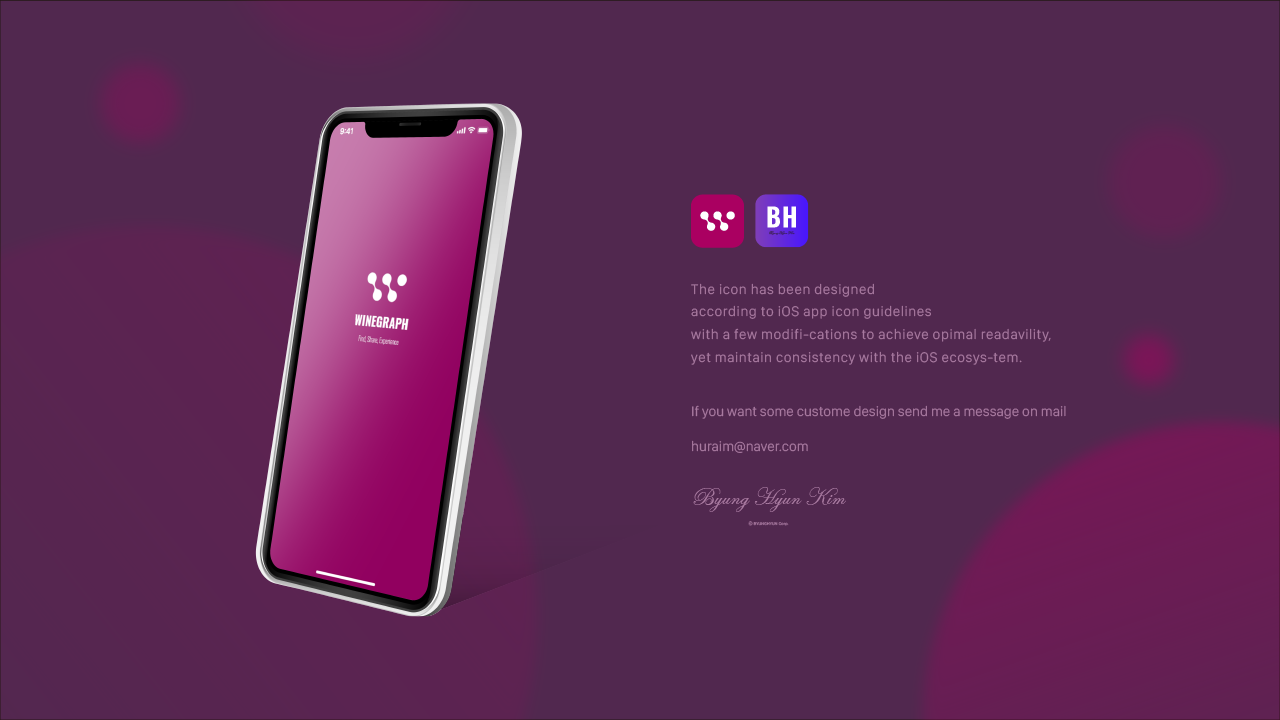 9:41
WINEGRAPH
Find, Share, Experience
BH
The icon has been designed
according to iOS app icon guidelines
with a few modifi-cations to achieve opimal readavility,
yet maintain consistency with the iOS ecosys-tem.
If you want some custome design send me a message on mail
huraim@naver.com
Byung Hyun Kim